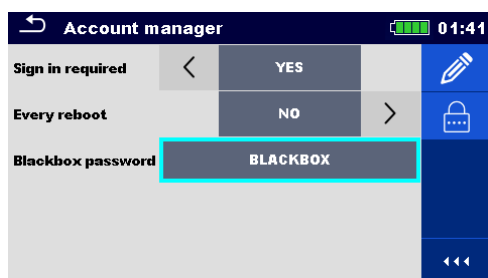 Account manager 01:41
Sign in required YES
Every reboot NO
Blackbox password BLACKBOX